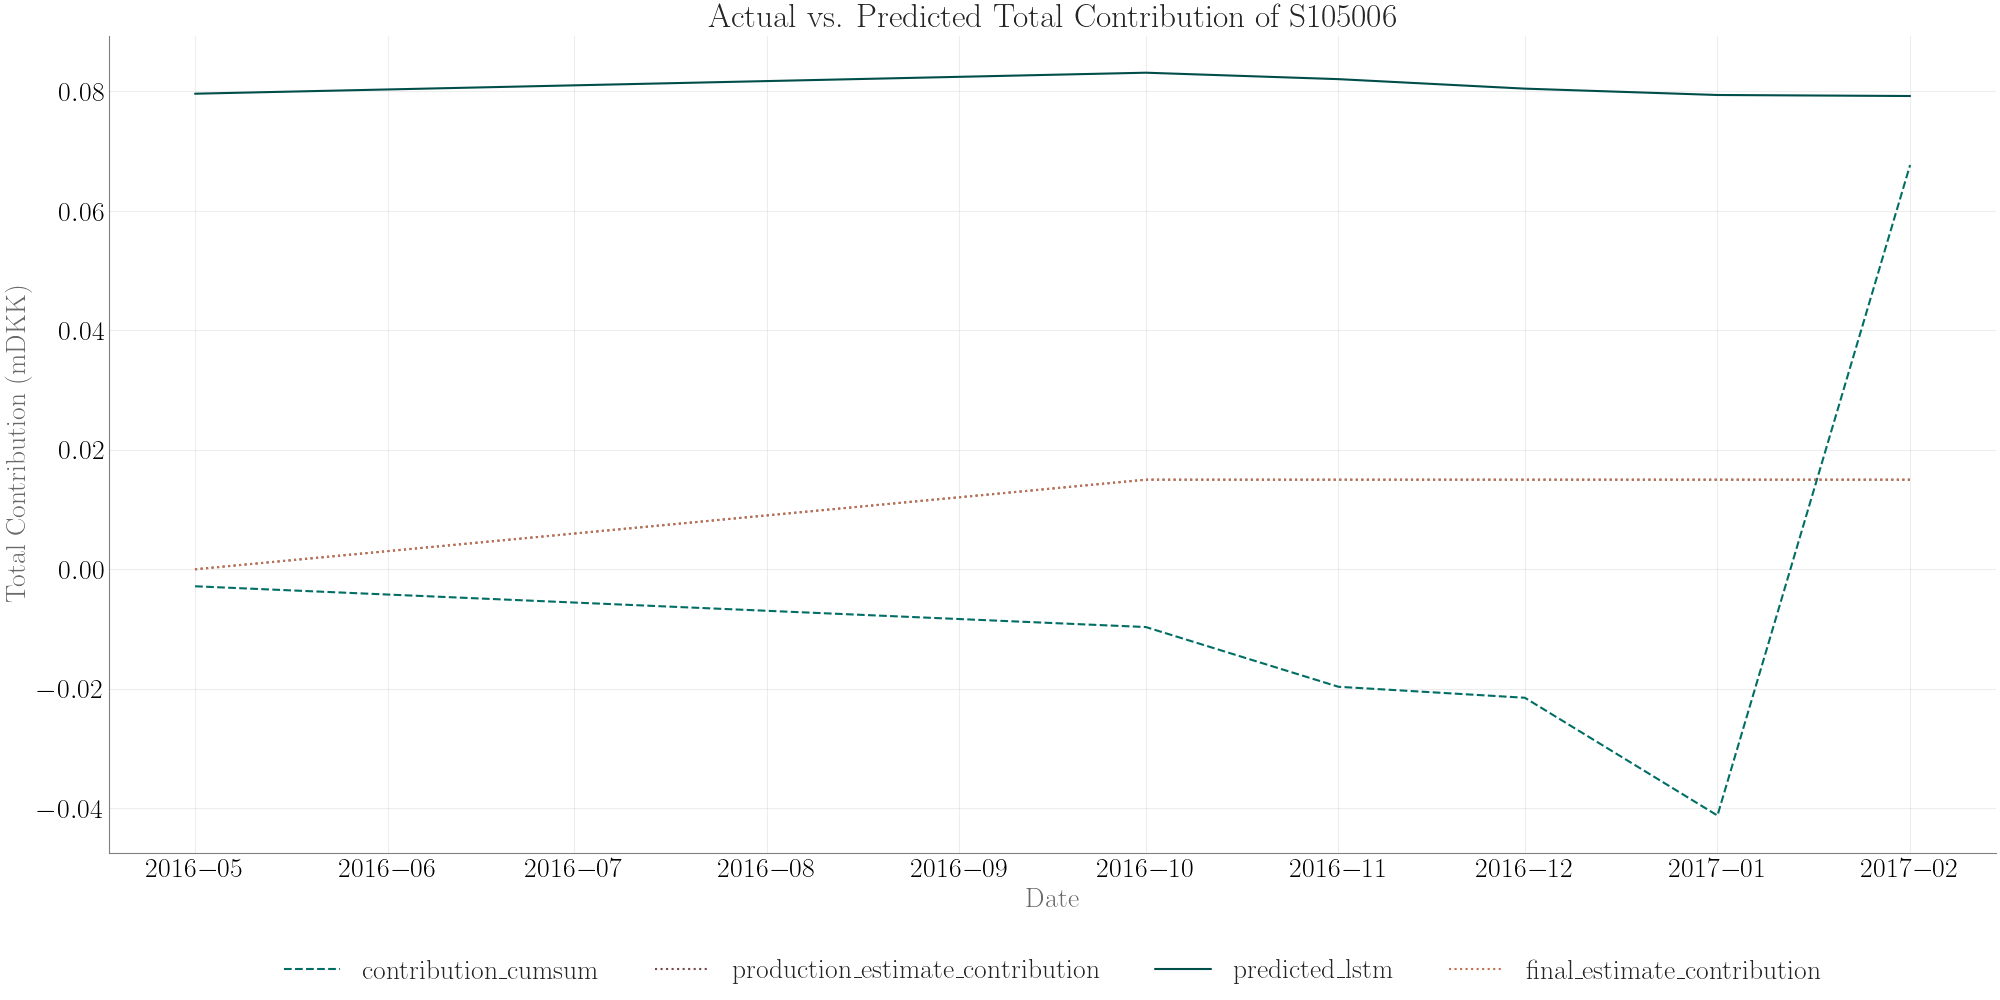 Actual vs. Predicted Total Contribution of S105006
Total Contribution (mDKK)
0.08
0.06
0.04
0.02
0.00
−0.02
−0.04
2016–05 2016–06 2016–07 2016–08 2016–09 2016–10 2016–11 2016–12 2017–01 2017–02
Date
contribution_cumsum production_estimate_contribution predicted_lstm final_estimate_contribution